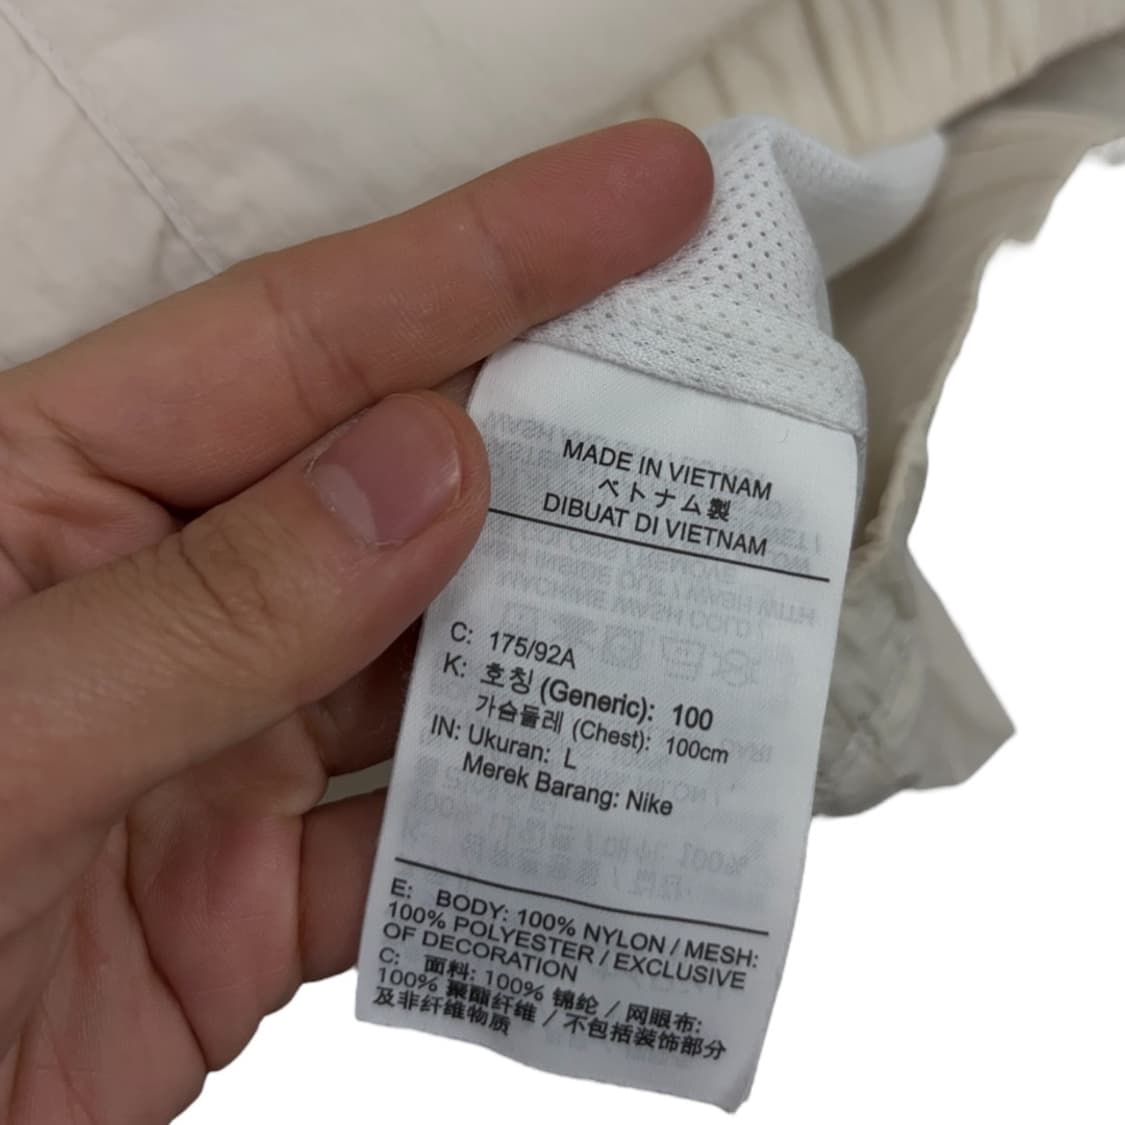 MADE IN VIETNAM
ベトナム製
DIBUAT DI VIETNAM
C: 175/92A
K: 호칭 (Generic): 100
가슴둘레 (Chest): 100cm
IN: Ukuran: L
Merek Barang: Nike
E: BODY: 100% NYLON / MESH:
100% POLYESTER / EXCLUSIVE
OF DECORATION
C: 面料: 100% 锦纶 / 网眼布:
100% 聚酯纤维 / 不包括装饰部分
及非纤维物质